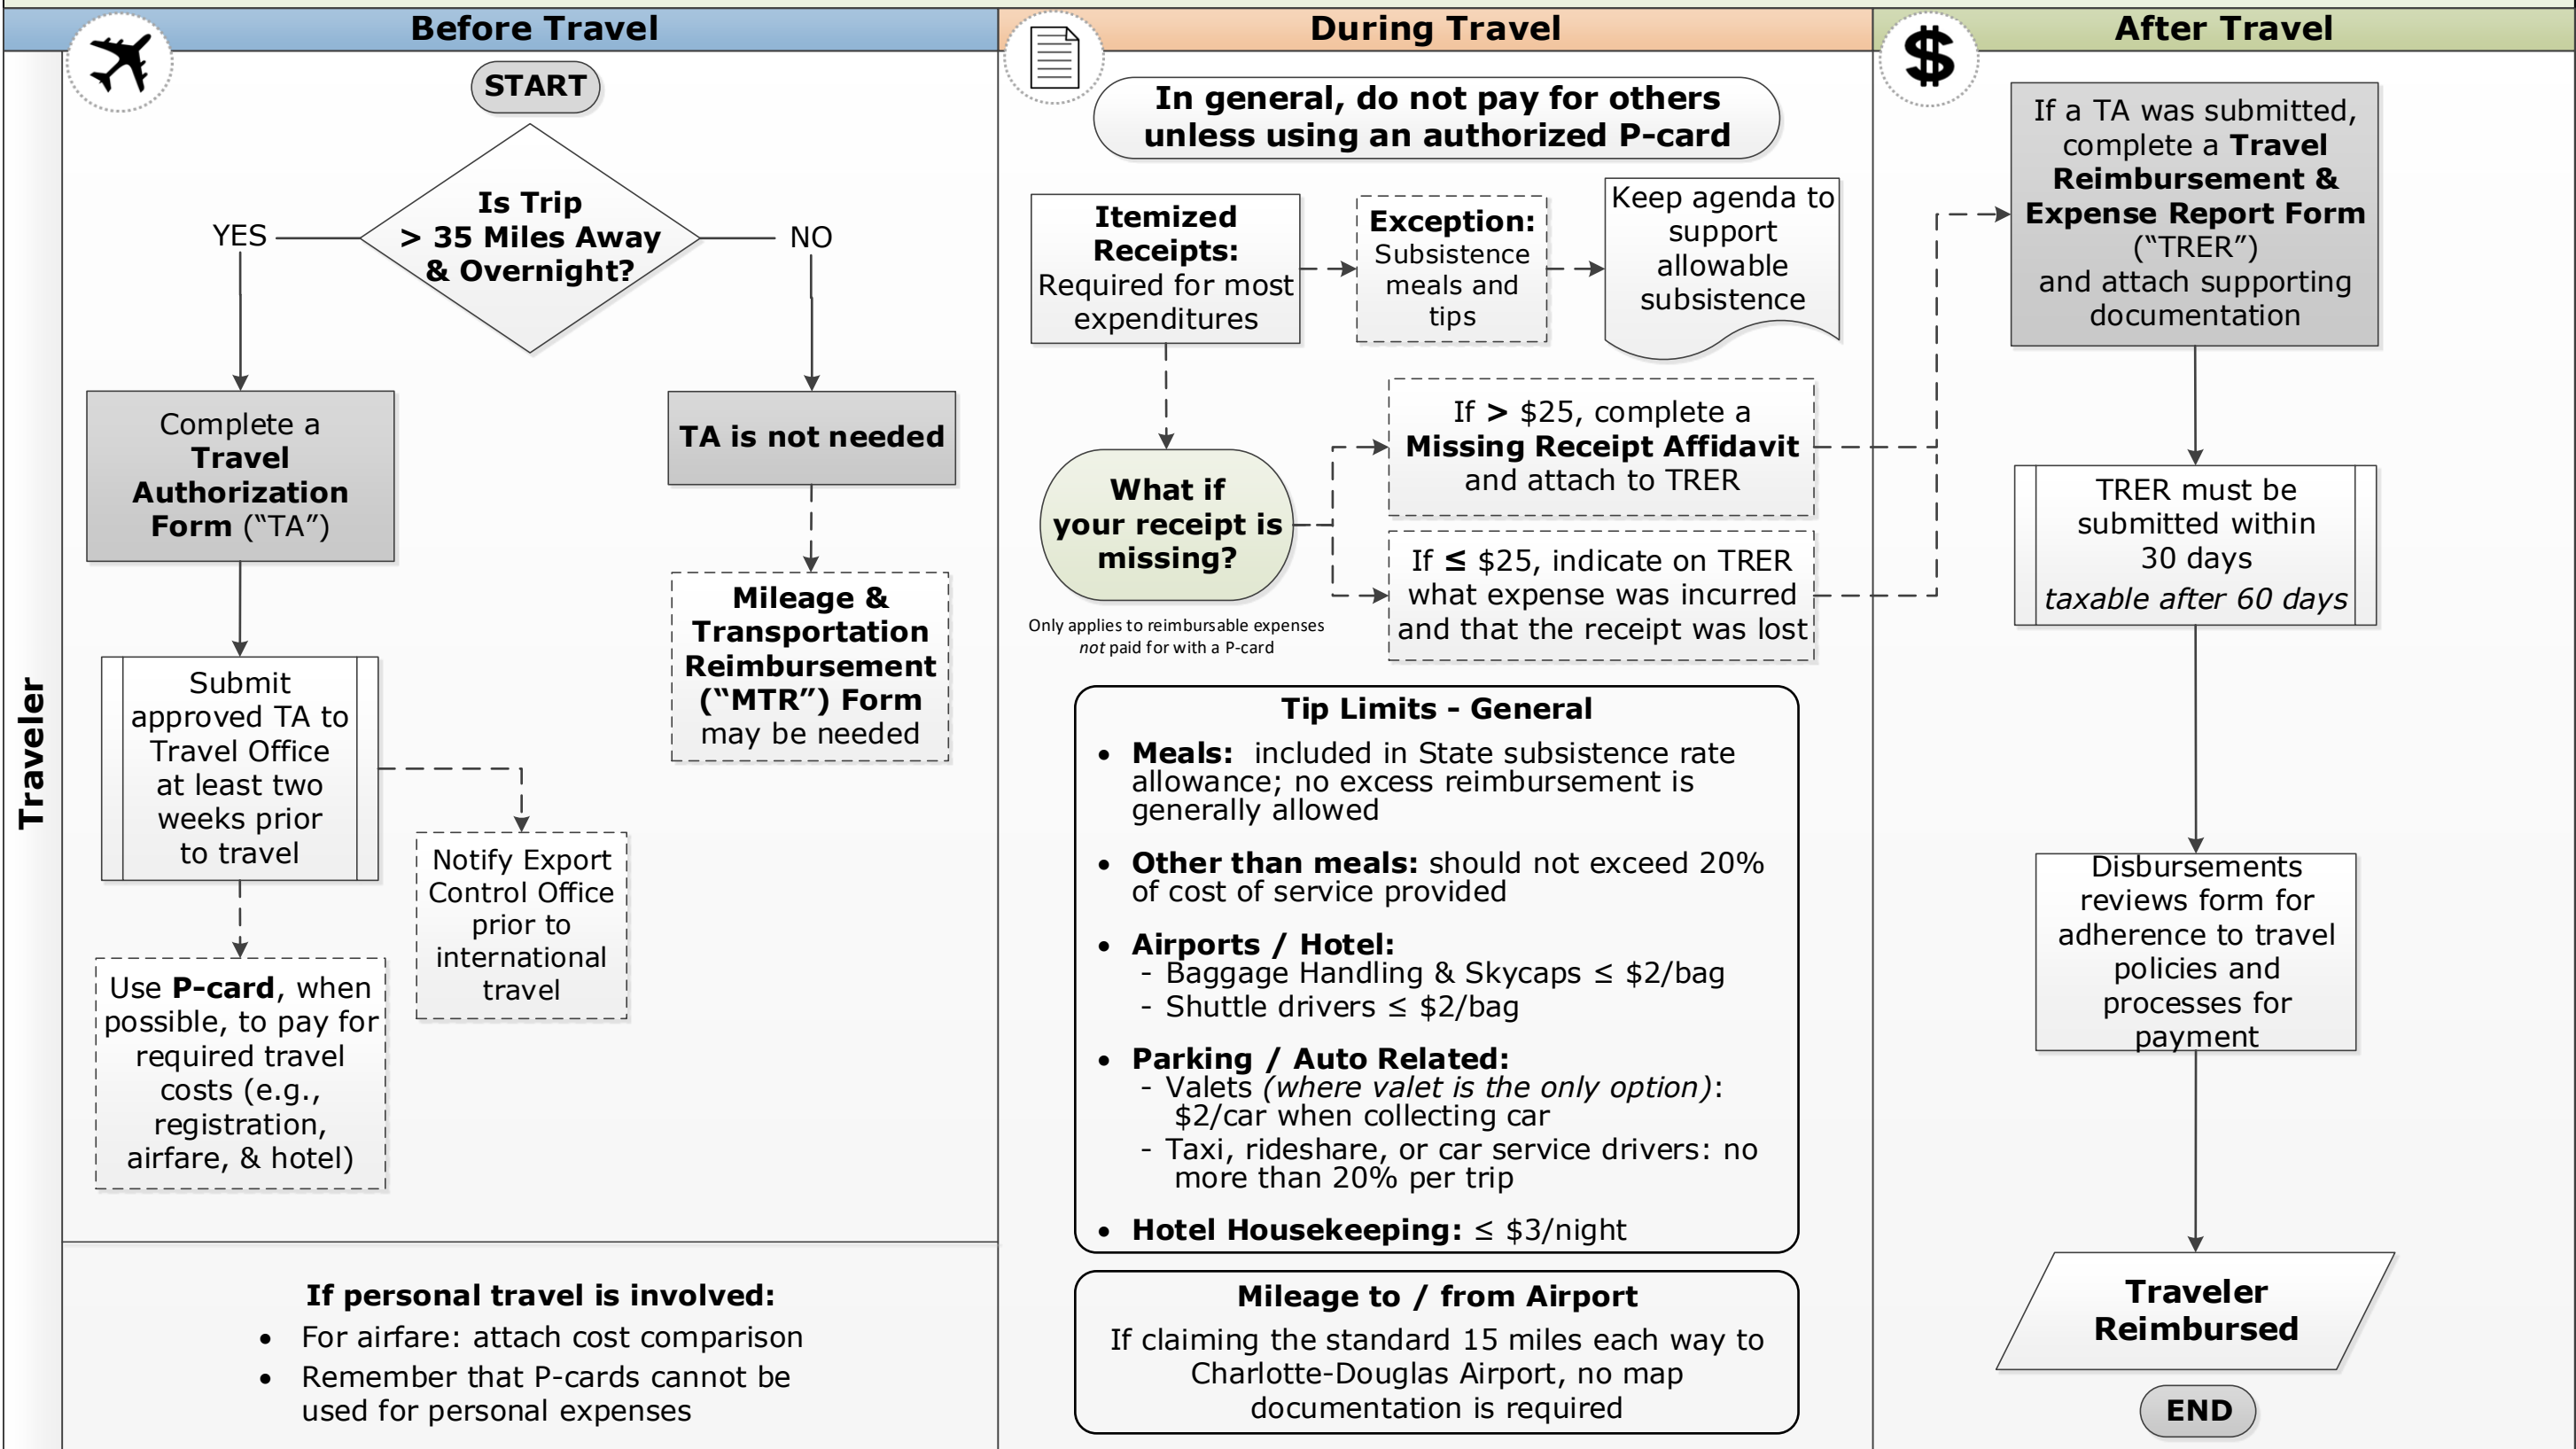 Before Travel
During Travel
After Travel
Traveler
START
Is Trip
> 35 Miles Away
& Overnight?
YES
NO
Complete a
Travel
Authorization
Form (“TA”)
TA is not needed
Mileage &
Transportation
Reimbursement
(“MTR”) Form
may be needed
Submit
approved TA to
Travel Office
at least two
weeks prior
to travel
Notify Export
Control Office
prior to
international
travel
Use P-card, when
possible, to pay for
required travel
costs (e.g.,
registration,
airfare, & hotel)
If personal travel is involved:
• For airfare: attach cost comparison
• Remember that P-cards cannot be
used for personal expenses
In general, do not pay for others
unless using an authorized P-card
Itemized
Receipts:
Required for most
expenditures
Exception:
Subsistence
meals and
tips
Keep agenda to
support
allowable
subsistence
What if
your receipt is
missing?
Only applies to reimbursable expenses
not paid for with a P-card
If > $25, complete a
Missing Receipt Affidavit
and attach to TRER
If ≤ $25, indicate on TRER
what expense was incurred
and that the receipt was lost
Tip Limits - General
• Meals: included in State subsistence rate
allowance; no excess reimbursement is
generally allowed
• Other than meals: should not exceed 20%
of cost of service provided
• Airports / Hotel:
- Baggage Handling & Skycaps ≤ $2/bag
- Shuttle drivers ≤ $2/bag
• Parking / Auto Related:
- Valets (where valet is the only option):
$2/car when collecting car
- Taxi, rideshare, or car service drivers: no
more than 20% per trip
• Hotel Housekeeping: ≤ $3/night
Mileage to / from Airport
If claiming the standard 15 miles each way to
Charlotte-Douglas Airport, no map
documentation is required
$
If a TA was submitted,
complete a Travel
Reimbursement &
Expense Report Form
(“TRER”)
and attach supporting
documentation
TRER must be
submitted within
30 days
taxable after 60 days
Disbursements
reviews form for
adherence to travel
policies and
processes for
payment
Traveler
Reimbursed
END